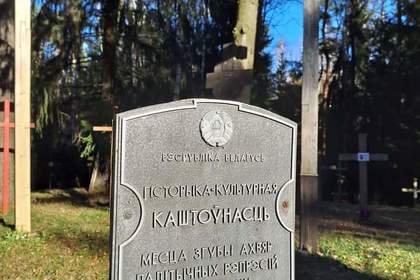 РЭСПУБЛІКА БЕЛАРУСЬ
ГІСТОРЫКА-КУЛЬТУРНАЯ
КАШТОЎНАСЦЬ
МЕСЦА ЗГУБЫ АХВЯР
ПАЛІТЫЧНЫХ РЭПРЭСІЙ